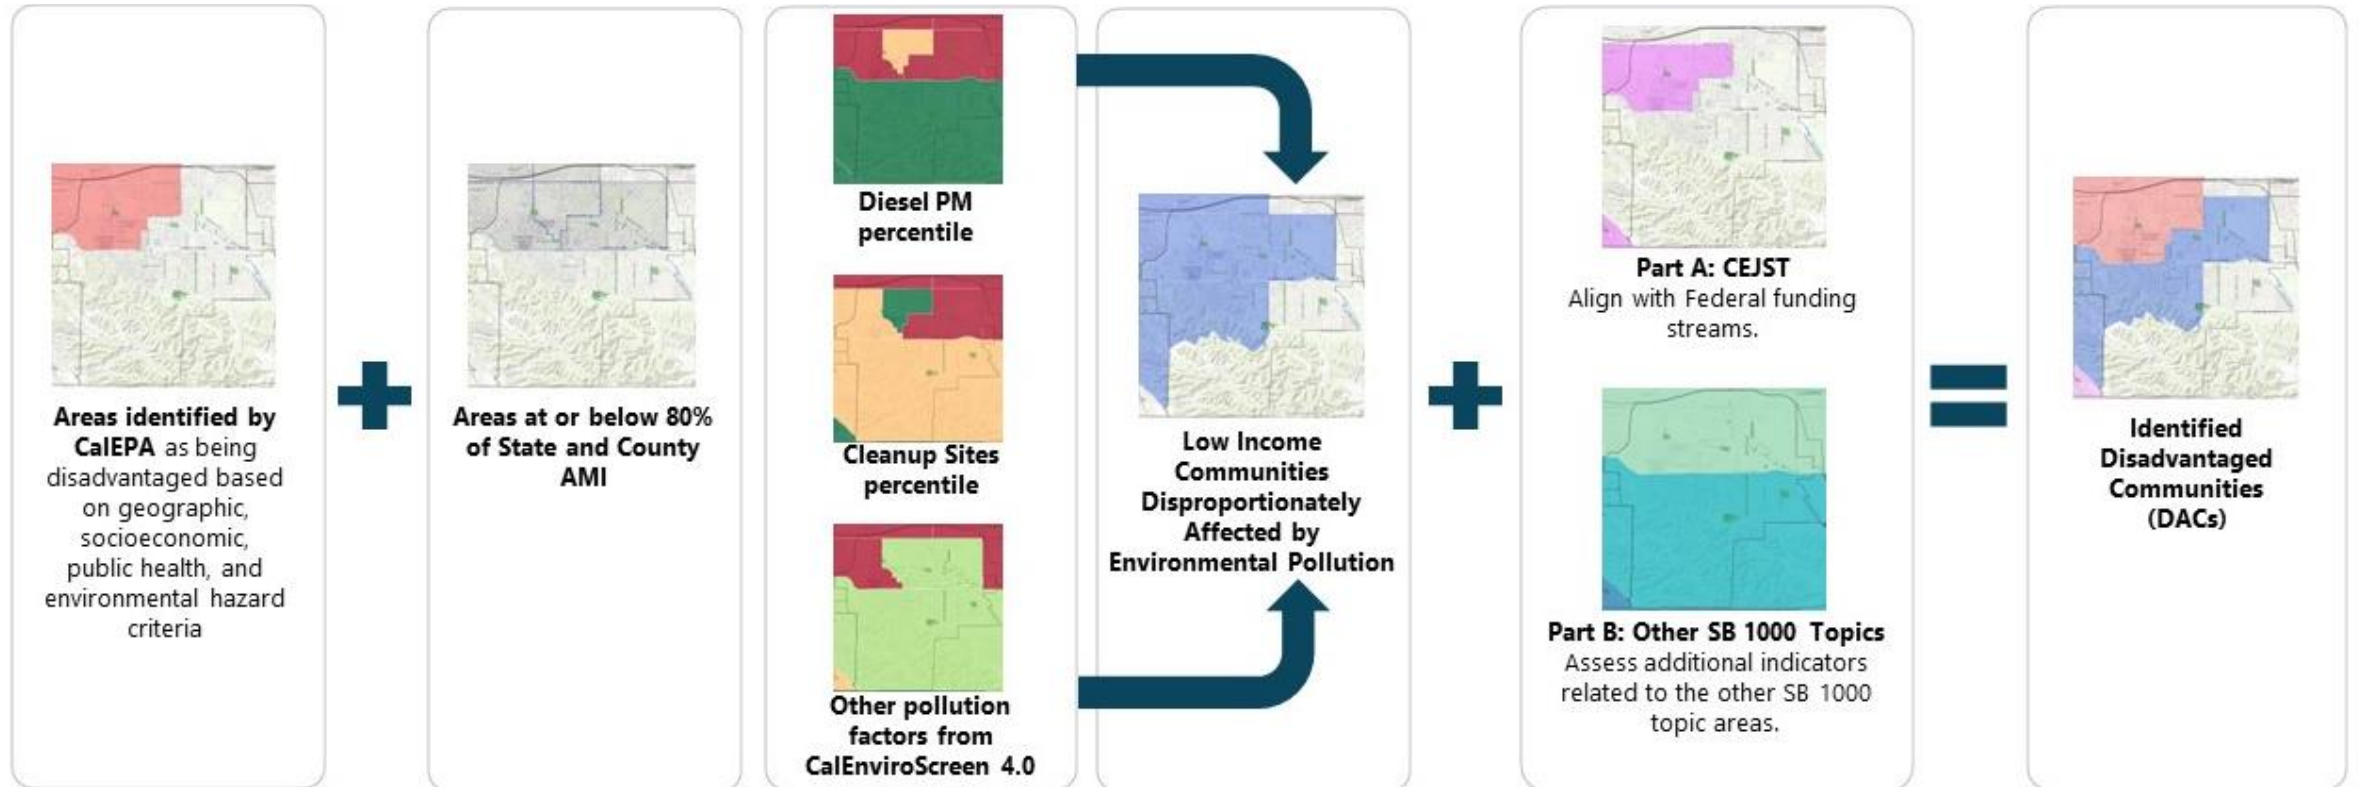 Areas identified by
CalEPA as being
disadvantaged based
on geographic,
socioeconomic,
public health, and
environmental hazard
criteria
Areas at or below 80%
of State and County
AMI
Diesel PM
percentile
Cleanup Sites
percentile
Other pollution
factors from
CalEnviroScreen 4.0
Low Income
Communities
Disproportionately
Affected by
Environmental Pollution
Part A: CEJST
Align with Federal funding
streams.
Part B: Other SB 1000 Topics
Assess additional indicators
related to the other SB 1000
topic areas.
Identified
Disadvantaged
Communities
(DACs)